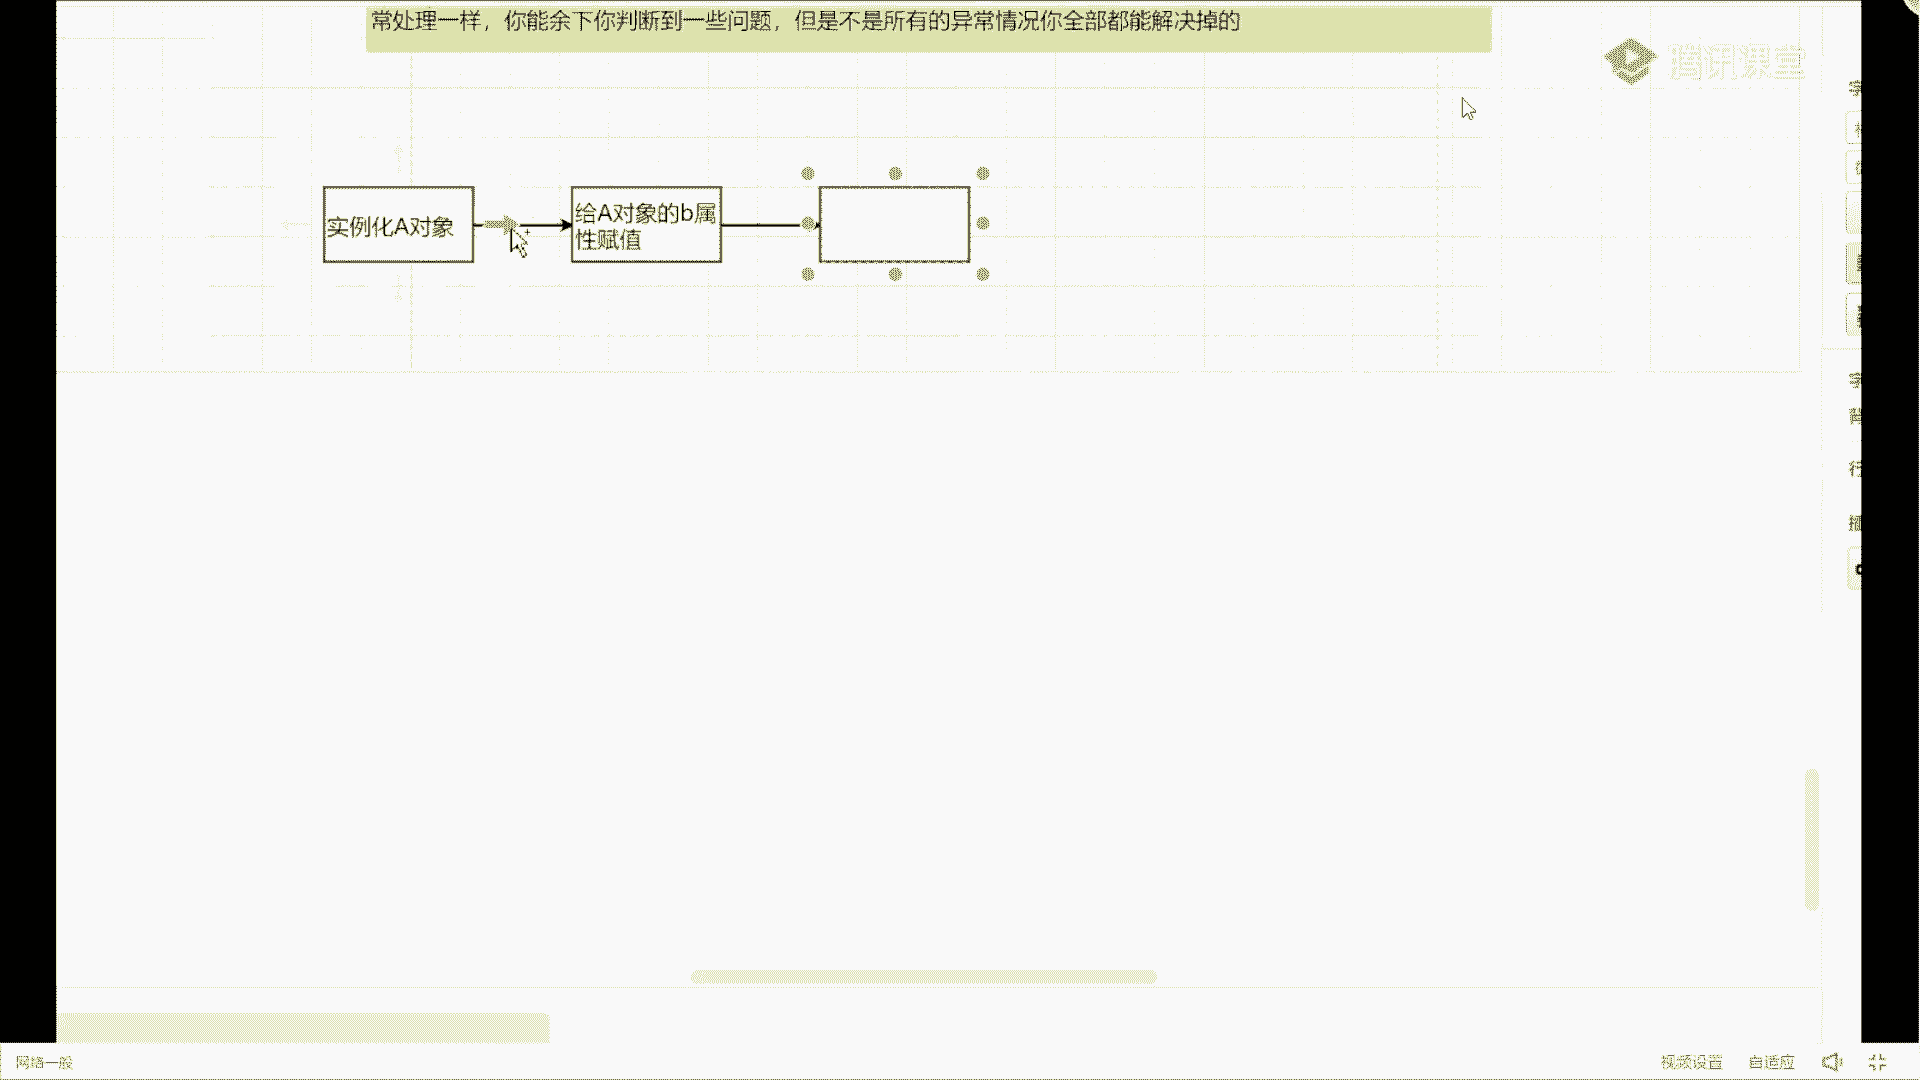 常处理一样，你能余下你判断到一些问题，但是不是所有的异常情况你全部都能解决掉的
腾讯课堂
实例化A对象
给A对象的b属
性赋值
网络一般
视频设置 自适应